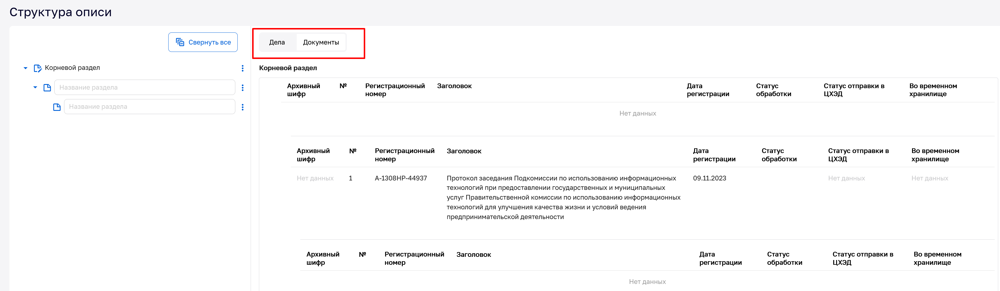 Структура описи
Свернуть все
Корневой раздел
Название раздела
Название раздела
Дела Документы
Корневой раздел
Архивный шифр № Регистрационный номер Заголовок Дата регистрации Статус обработки Статус отправки в ЦХЭД Во временном хранилище
Нет данных
Архивный шифр № Регистрационный номер Заголовок Дата регистрации Статус обработки Статус отправки в ЦХЭД Во временном хранилище
Нет данных 1 А-1308НР-44937 Протокол заседания Подкомиссии по использованию информационных 09.11.2023 Нет данных Нет данных
технологий при предоставлении государственных и муниципальных
услуг Правительственной комиссии по использованию информационных
технологий для улучшения качества жизни и условий ведения
предпринимательской деятельности
Архивный шифр № Регистрационный номер Заголовок Дата регистрации Статус обработки Статус отправки в ЦХЭД Во временном хранилище
Нет данных